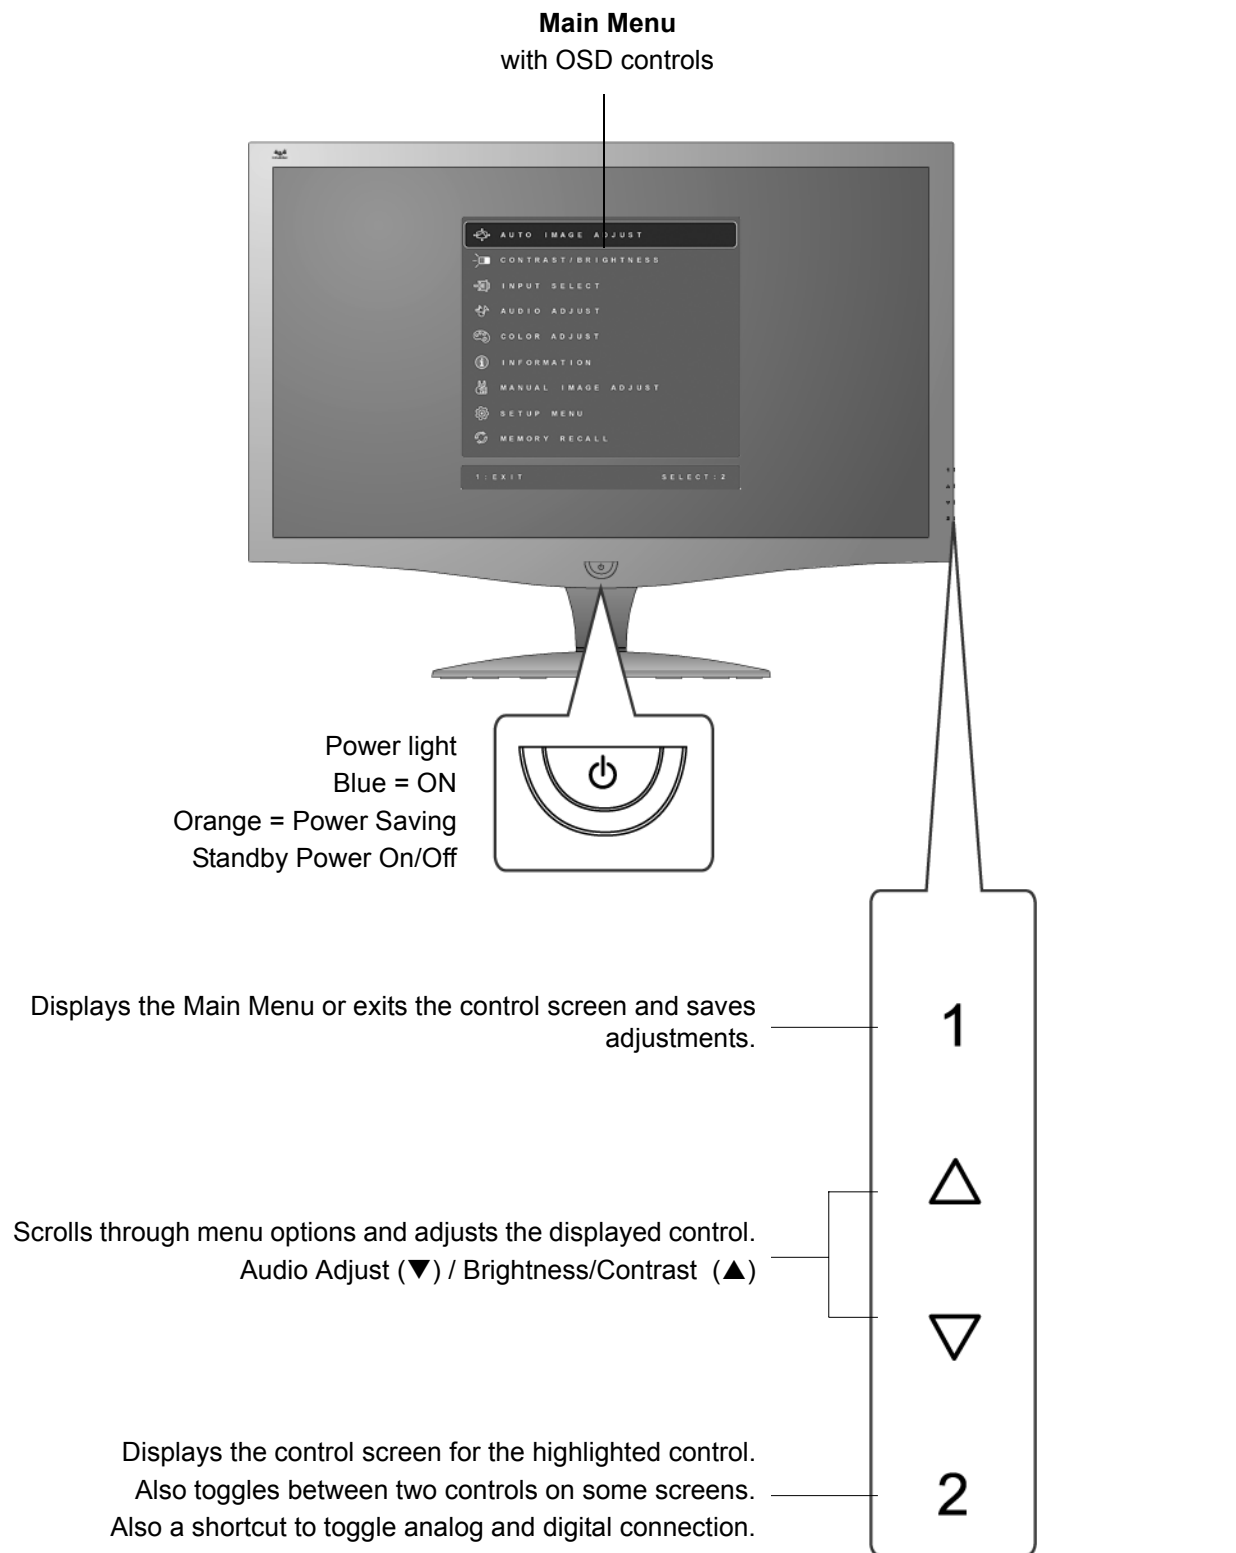 Main Menu
with OSD controls
AUTO IMAGE ADJUST
CONTRAST/BRIGHTNESS
INPUT SELECT
AUDIO ADJUST
COLOR ADJUST
INFORMATION
MANUAL IMAGE ADJUST
SETUP MENU
MEMORY RECALL
1:EXIT SELECT:2
Power light
Blue = ON
Orange = Power Saving
Standby Power On/Off
Displays the Main Menu or exits the control screen and saves
adjustments.
1
Scrolls through menu options and adjusts the displayed control.
Audio Adjust (▼) / Brightness/Contrast (▲)
Displays the control screen for the highlighted control.
Also toggles between two controls on some screens.
2
Also a shortcut to toggle analog and digital connection.